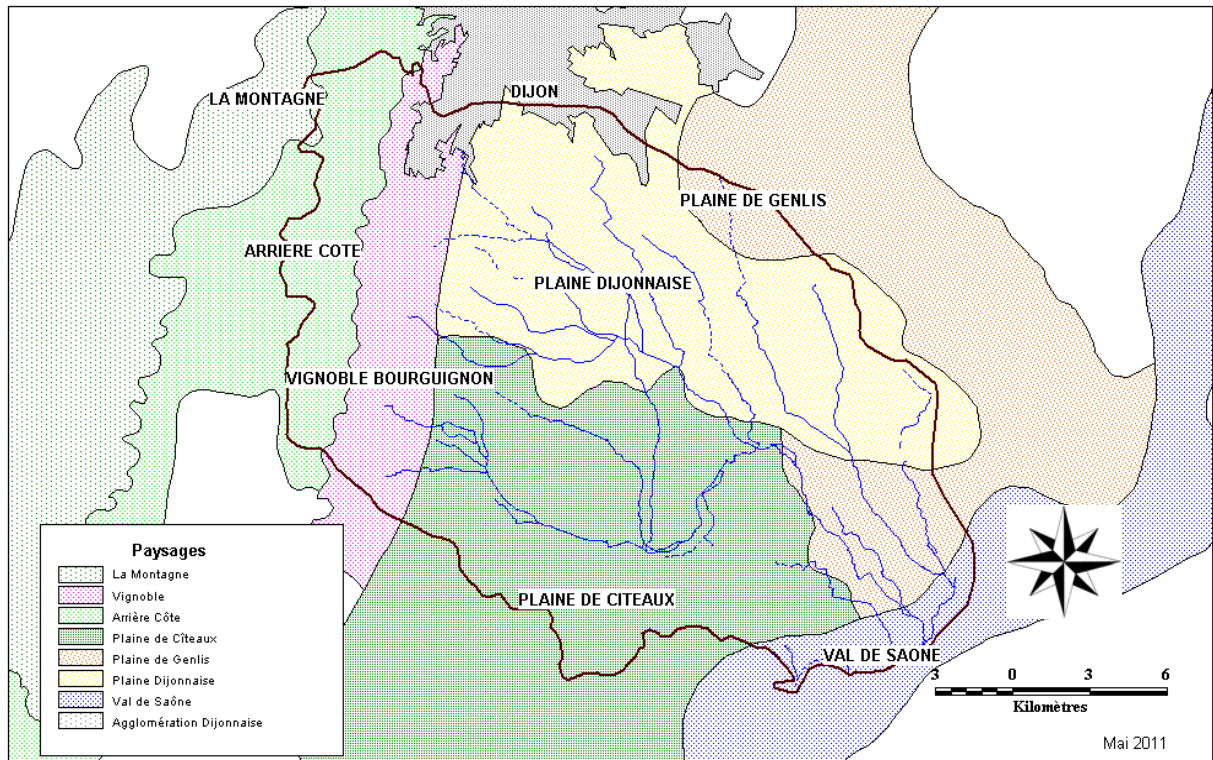 LA MONTAGNE
DIJON
PLAINE DE GENLIS
ARRIERE COTE
PLAINE DIJONNAISE
VIGNOBLE BOURGUIGNON
PLAINE DE CITEAUX
VAL DE SAONE
Paysages
La Montagne
Vignoble
Arrière Côte
Plaine de Cîteaux
Plaine de Genlis
Plaine Dijonnaise
Val de Saône
Agglomération Dijonnaise
3 0 3 6
Kilomètres
Mai 2011